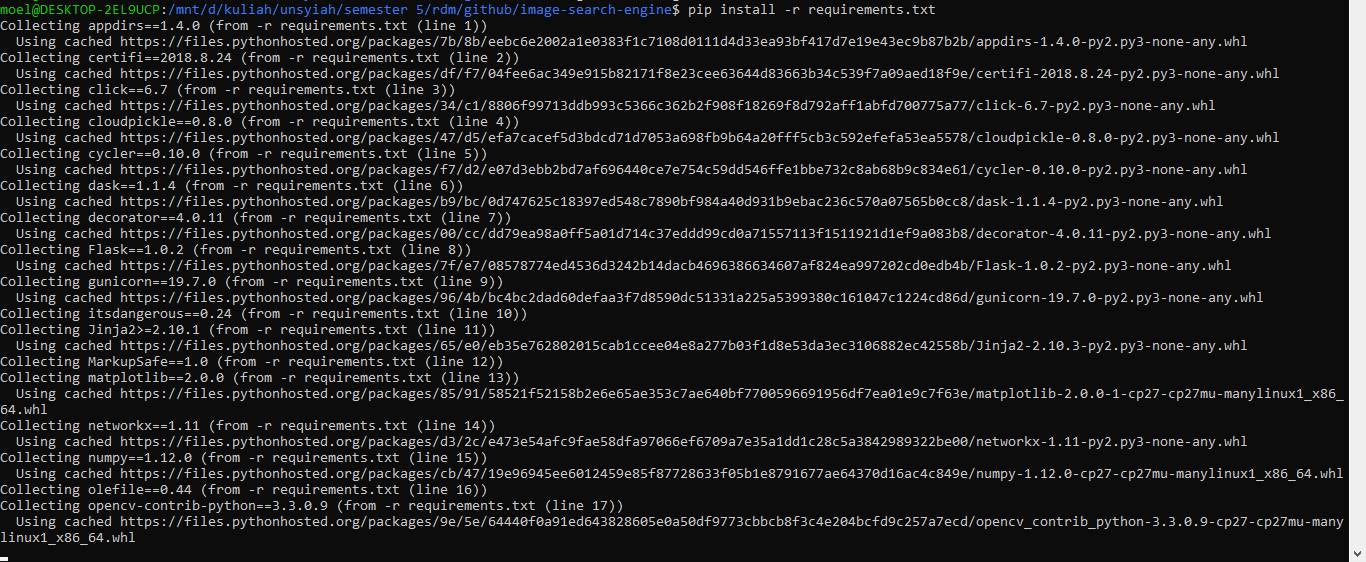 moel@DESKTOP-2EL9UCP:/mnt/d/kuliah/unsyiah/semester 5/rdm/github/image-search-engine$ pip install -r requirements.txt
Collecting appdirs==1.4.0 (from -r requirements.txt (line 1))
  Using cached https://files.pythonhosted.org/packages/7b/8b/eebc6e2002a1e0383f1c7108d0111d4d33ea93bf417d7e19e43ec9b87b2b/appdirs-1.4.0-py2.py3-none-any.whl
Collecting certifi==2018.8.24 (from -r requirements.txt (line 2))
  Using cached https://files.pythonhosted.org/packages/df/f7/04fee6ac349e915b82171f8e23cee63644d83663b34c539f7a09aed18f9e/certifi-2018.8.24-py2.py3-none-any.whl
Collecting click==6.7 (from -r requirements.txt (line 3))
  Using cached https://files.pythonhosted.org/packages/34/c1/8806f99713ddb993c5366c362b2f908f18269f8d792aff1abfd700775a77/click-6.7-py2.py3-none-any.whl
Collecting cloudpickle==0.8.0 (from -r requirements.txt (line 4))
  Using cached https://files.pythonhosted.org/packages/47/d5/efa7cacef5d3bdcd71d7053a698fb9b64a20fff5cb3c592efefa53ea5578/cloudpickle-0.8.0-py2.py3-none-any.whl
Collecting cycler==0.10.0 (from -r requirements.txt (line 5))
  Using cached https://files.pythonhosted.org/packages/f7/d2/e07d3ebb2bd7af696440ce7e754c59dd546ffe1bbe732c8ab68b9c834e61/cycler-0.10.0-py2.py3-none-any.whl
Collecting dask==1.1.4 (from -r requirements.txt (line 6))
  Using cached https://files.pythonhosted.org/packages/b9/bc/0d747625c18397ed548c7890bf984a40d931b9ebac236c570a07565b0cc8/dask-1.1.4-py2.py3-none-any.whl
Collecting decorator==4.0.11 (from -r requirements.txt (line 7))
  Using cached https://files.pythonhosted.org/packages/00/cc/dd79ea98a0ff5a01d714c37eddd99cd0a71557113f1511921d1ef9a083b8/decorator-4.0.11-py2.py3-none-any.whl
Collecting Flask==1.0.2 (from -r requirements.txt (line 8))
  Using cached https://files.pythonhosted.org/packages/7f/e7/08578774ed4536d3242b14dacb4696386634607af824ea997202cd0edb4b/Flask-1.0.2-py2.py3-none-any.whl
Collecting gunicorn==19.7.0 (from -r requirements.txt (line 9))
  Using cached https://files.pythonhosted.org/packages/96/4b/bc4bc2dad60defaa3f7d8590dc51331a225a5399380c161047c1224cd86d/gunicorn-19.7.0-py2.py3-none-any.whl
Collecting itsdangerous==0.24 (from -r requirements.txt (line 10))
Collecting Jinja2>=2.10.1 (from -r requirements.txt (line 11))
  Using cached https://files.pythonhosted.org/packages/65/e0/eb35e762802015cab1ccee04e8a277b03f1d8e53da3ec3106882ec42558b/Jinja2-2.10.3-py2.py3-none-any.whl
Collecting MarkupSafe==1.0 (from -r requirements.txt (line 12))
Collecting matplotlib==2.0.0 (from -r requirements.txt (line 13))
  Using cached https://files.pythonhosted.org/packages/85/91/58521f52158b2e6e65ae353c7ae640bf7700596691956df7ea01e9c7f63e/matplotlib-2.0.0-1-cp27-cp27mu-manylinux1_x86_
64.whl
Collecting networkx==1.11 (from -r requirements.txt (line 14))
  Using cached https://files.pythonhosted.org/packages/d3/2c/e473e54afc9fae58dfa97066ef6709a7e35a1dd1c28c5a3842989322be00/networkx-1.11-py2.py3-none-any.whl
Collecting numpy==1.12.0 (from -r requirements.txt (line 15))
  Using cached https://files.pythonhosted.org/packages/cb/47/19e96945ee6012459e85f87728633f05b1e8791677ae64370d16ac4c849e/numpy-1.12.0-cp27-cp27mu-manylinux1_x86_64.whl
Collecting olefile==0.44 (from -r requirements.txt (line 16))
Collecting opencv-contrib-python==3.3.0.9 (from -r requirements.txt (line 17))
  Using cached https://files.pythonhosted.org/packages/9e/5e/64440f0a91ed643828605e0a50df9773cbbcb8f3c4e204bcfd9c257a7ecd/opencv_contrib_python-3.3.0.9-cp27-cp27mu-many
linux1_x86_64.whl